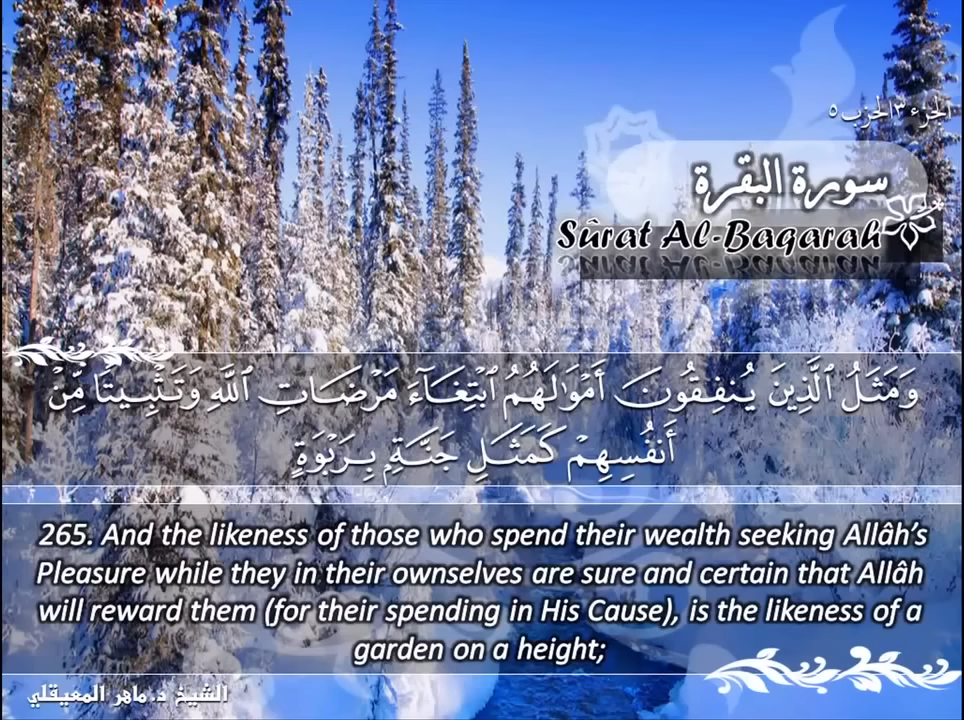 الجزء ٣ الحزب ٥
سورة البقرة
Sûrat Al-Baqarah
وَمَثَلُ ٱلَّذِينَ يُنفِقُونَ أَمْوَٰلَهُمُ ٱبْتِغَآءَ مَرْضَاتِ ٱللَّهِ وَتَثْبِيتًا مِّنْ
أَنفُسِهِمْ كَمَثَلِ جَنَّةٍۭ بِرَبْوَةٍ
265. And the likeness of those who spend their wealth seeking Allâh’s
Pleasure while they in their ownselves are sure and certain that Allâh
will reward them (for their spending in His Cause), is the likeness of a
garden on a height;
الشيخ د. ماهر المعيقلي